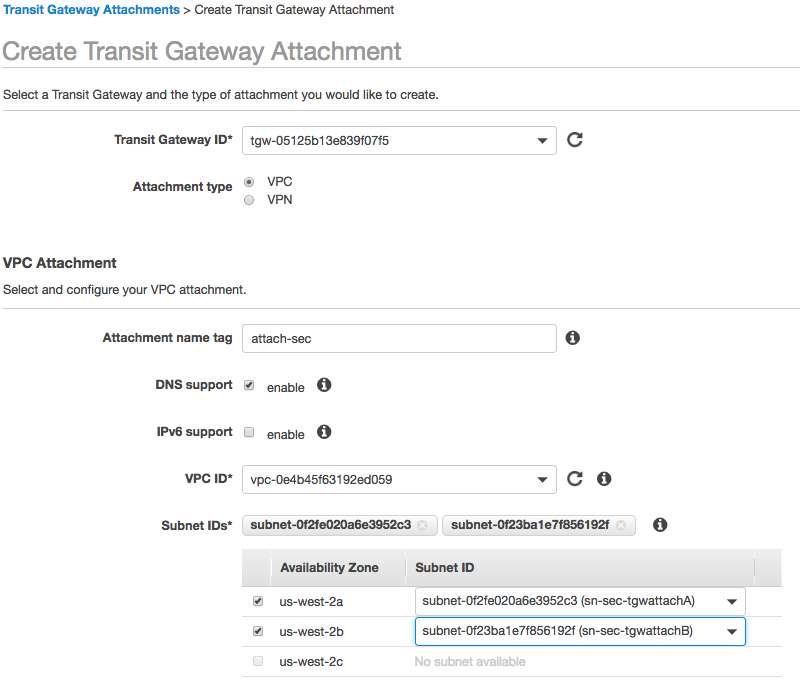 Transit Gateway Attachments > Create Transit Gateway Attachment
Create Transit Gateway Attachment
Select a Transit Gateway and the type of attachment you would like to create.
Transit Gateway ID* tgw-05125b13e839f07f5
Attachment type VPC
VPN
VPC Attachment
Select and configure your VPC attachment.
Attachment name tag attach-sec
DNS support enable
IPv6 support enable
VPC ID* vpc-0e4b45f63192ed059
Subnet IDs* subnet-0f2fe020a6e3952c3 subnet-0f23ba1e7f856192f
Availability Zone Subnet ID
us-west-2a subnet-0f2fe020a6e3952c3 (sn-sec-tgwattachA)
us-west-2b subnet-0f23ba1e7f856192f (sn-sec-tgwattachB)
us-west-2c No subnet available